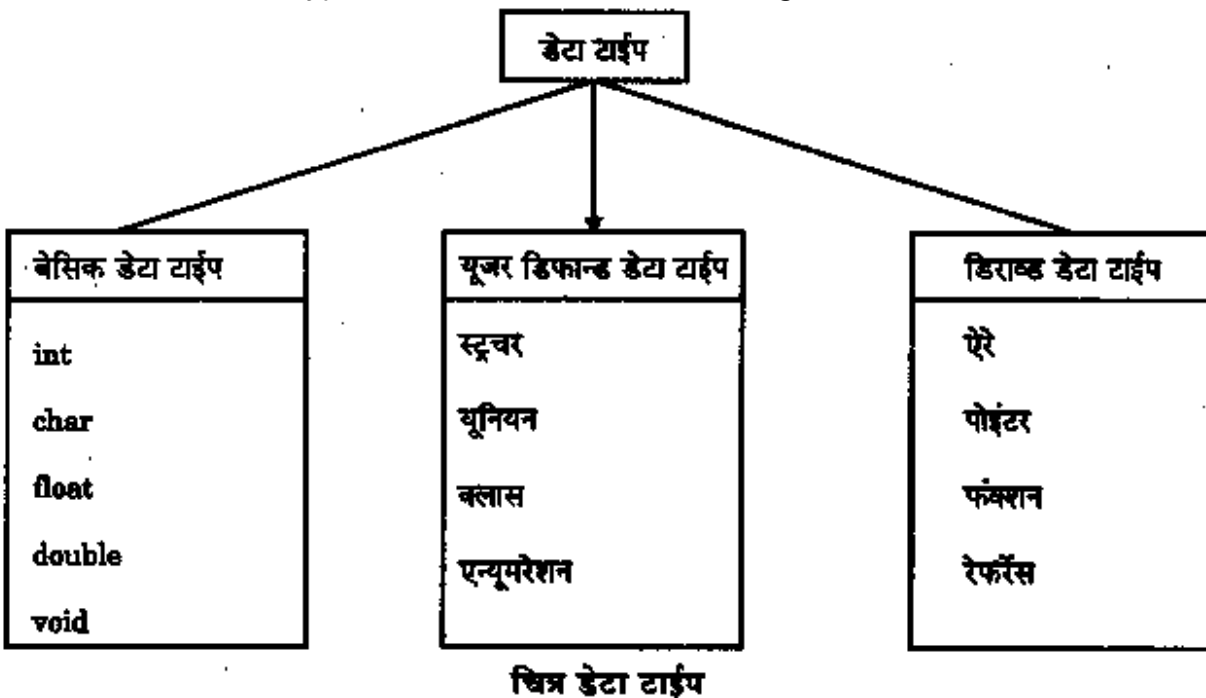 डेटा टाईप
बेसिक डेटा टाईप
int
char
float
double
void
यूजर डिफान्ड डेटा टाईप
स्ट्रचर
यूनियन
क्लास
एन्यूमरेशन
डिराव्ड डेटा टाईप
ऐरे
पोइंटर
फंक्शन
रेफरेंस
चित्र डेटा टाईप